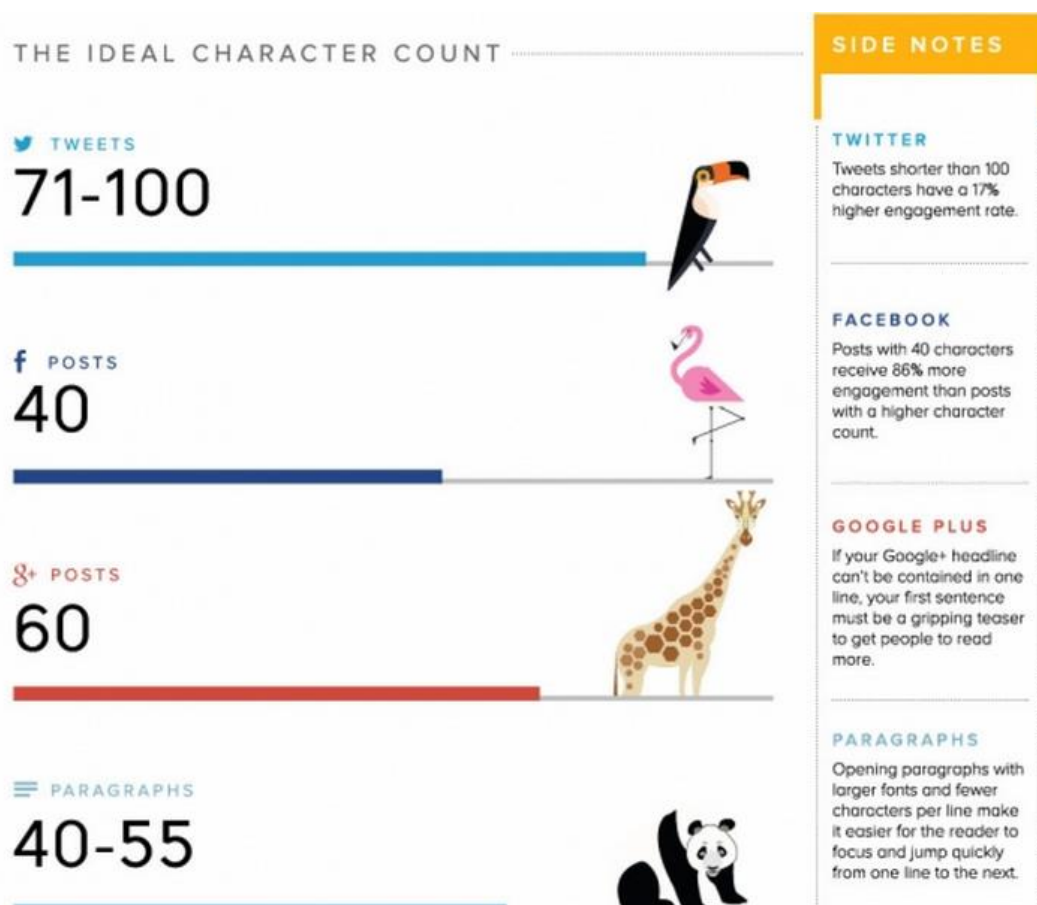 THE IDEAL CHARACTER COUNT
TWEETS
71-100
f POSTS
40
8+ POSTS
60
PARAGRAPHS
40-55
SIDE NOTES
TWITTER
Tweets shorter than 100
characters have a 17%
higher engagement rate.
FACEBOOK
Posts with 40 characters
receive 86% more
engagement than posts
with a higher character
count.
GOOGLE PLUS
If your Google+ headline
can't be contained in one
line, your first sentence
must be a gripping teaser
to get people to read
more.
PARAGRAPHS
Opening paragraphs with
larger fonts and fewer
characters per line make
it easier for the reader to
focus and jump quickly
from one line to the next.